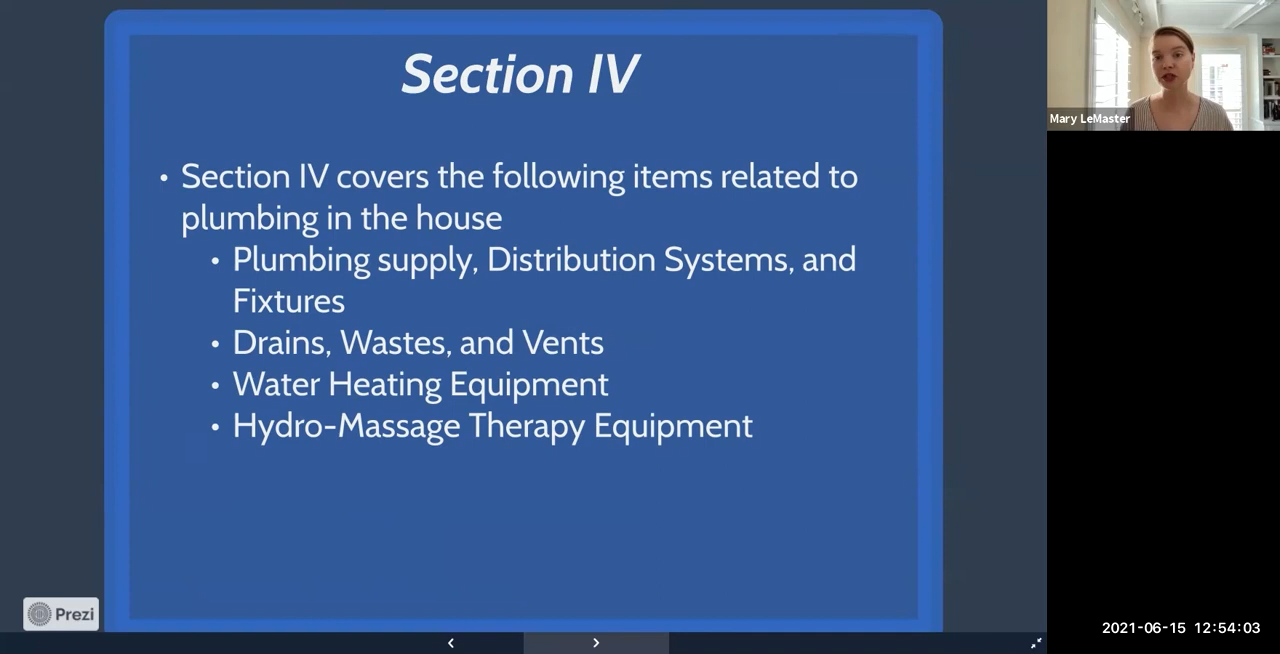 Section IV
• Section IV covers the following items related to
plumbing in the house
• Plumbing supply, Distribution Systems, and
Fixtures
• Drains, Wastes, and Vents
• Water Heating Equipment
• Hydro-Massage Therapy Equipment
Mary LeMaster
Prezi
2021-06-15 12:54:03